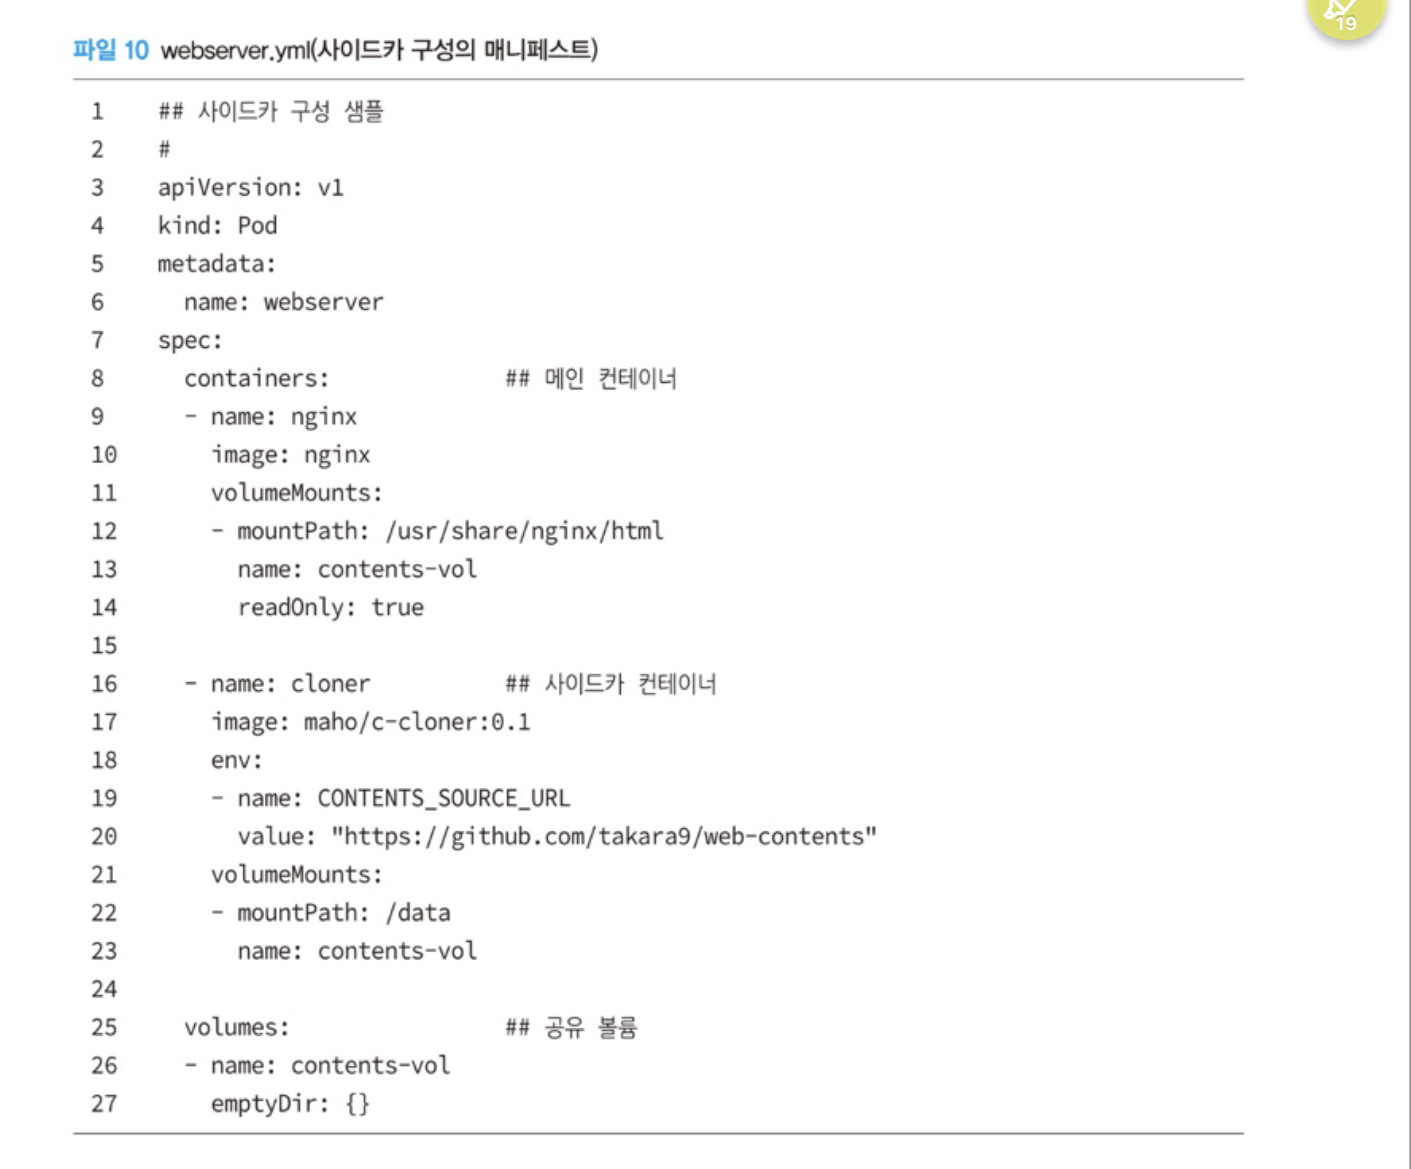 19
파일 10 webserver.yml(사이드카 구성의 매니페스트)
1 ## 사이드카 구성 샘플
2 #
3 apiVersion: v1
4 kind: Pod
5 metadata:
6   name: webserver
7 spec:
8   containers:             ## 메인 컨테이너
9   - name: nginx
10     image: nginx
11     volumeMounts:
12     - mountPath: /usr/share/nginx/html
13       name: contents-vol
14       readOnly: true
15
16   - name: cloner          ## 사이드카 컨테이너
17     image: maho/c-cloner:0.1
18     env:
19     - name: CONTENTS_SOURCE_URL
20       value: "https://github.com/takara9/web-contents"
21     volumeMounts:
22     - mountPath: /data
23       name: contents-vol
24
25   volumes:                ## 공유 볼륨
26   - name: contents-vol
27     emptyDir: {}